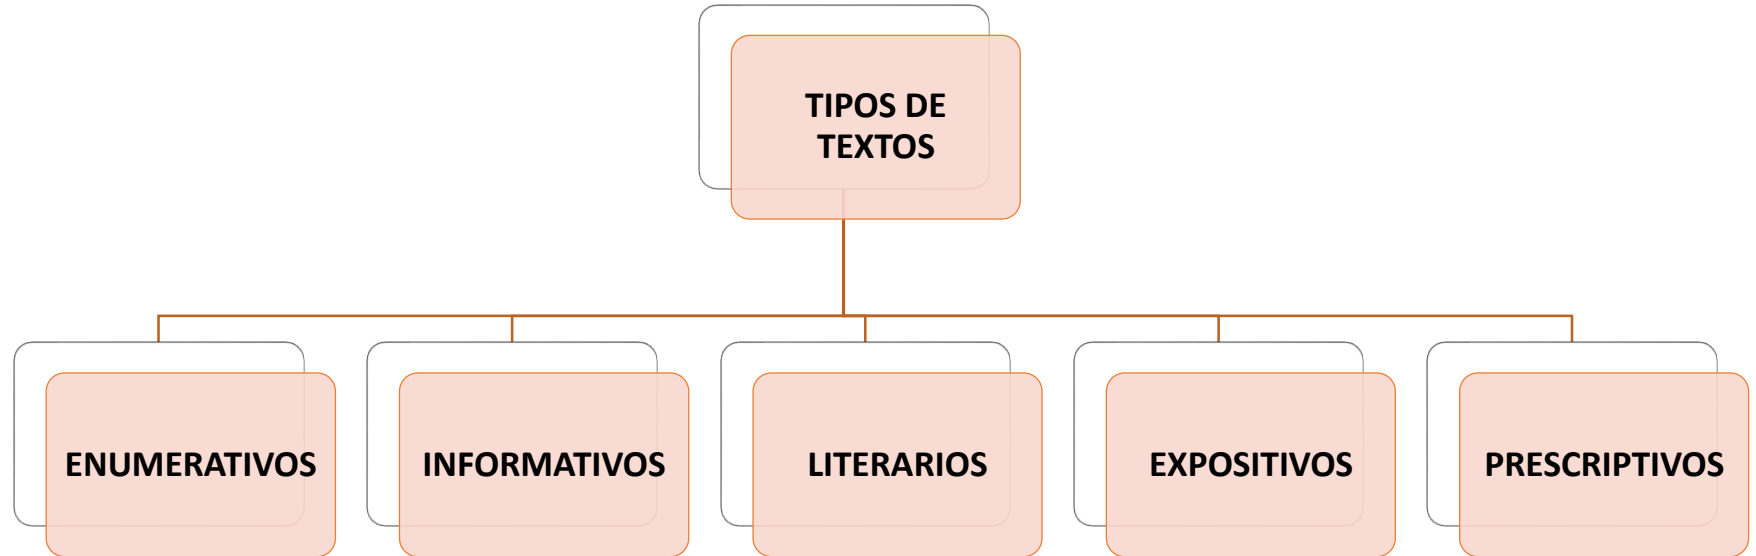 TIPOS DE
TEXTOS
ENUMERATIVOS
INFORMATIVOS
LITERARIOS
EXPOSITIVOS
PRESCRIPTIVOS